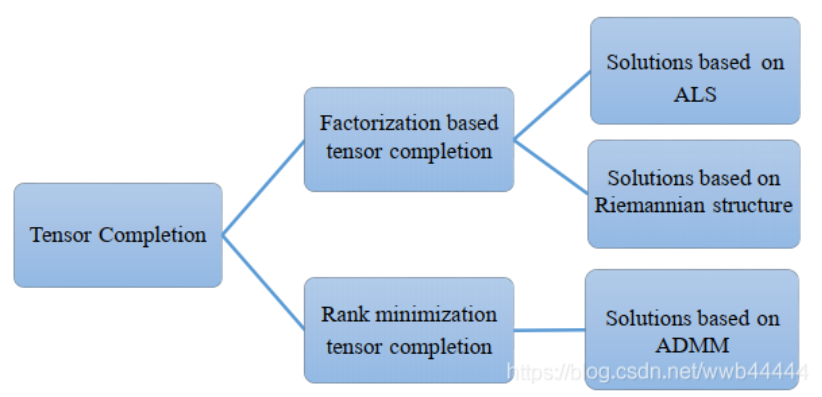 Tensor Completion
Factorization based
tensor completion
Rank minimization
tensor completion
Solutions based on
ALS
Solutions based on
Riemannian structure
Solutions based on
ADMM
https://blog.csdn.net/wwb44444